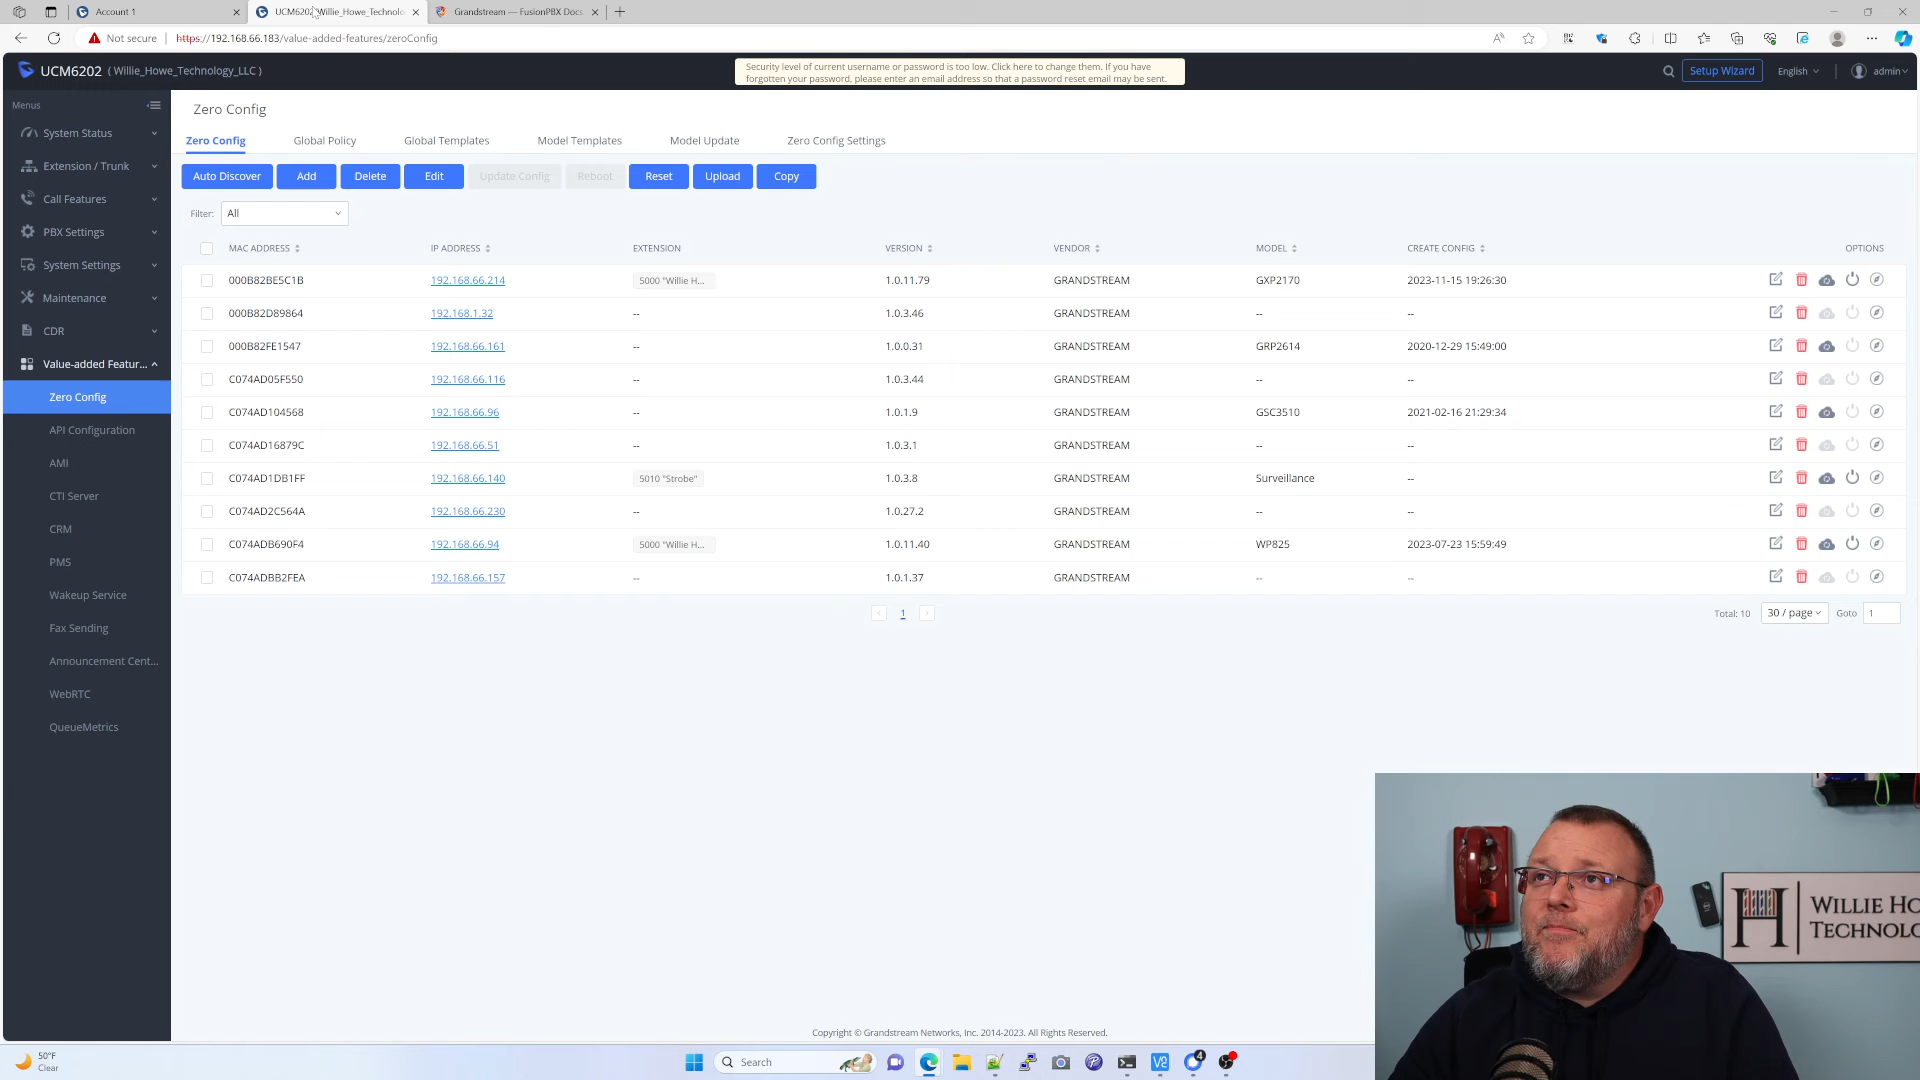 Account 1
UCM6202 Willie_Howe_Technolo
Grandstream — FusionPBX Docs
Not secure
https://192.168.66.183/value-added-features/zeroConfig
UCM6202 ( Willie_Howe_Technology_LLC )
Security level of current username or password is too low. Click here to change them. If you have
forgotten your password, please enter an email address so that a password reset email may be sent.
Setup Wizard
English
admin
Menus
System Status
Extension / Trunk
Call Features
PBX Settings
System Settings
Maintenance
CDR
Value-added Featur...
Zero Config
API Configuration
AMI
CTI Server
CRM
PMS
Wakeup Service
Fax Sending
Announcement Cent...
WebRTC
QueueMetrics
Zero Config
Zero Config Global Policy Global Templates Model Templates Model Update Zero Config Settings
Auto Discover Add Delete Edit Update Config Reboot Reset Upload Copy
Filter: All
MAC ADDRESS IP ADDRESS EXTENSION VERSION VENDOR MODEL CREATE CONFIG OPTIONS
000B82BE5C1B 192.168.66.214 5000 "Willie H... 1.0.11.79 GRANDSTREAM GXP2170 2023-11-15 19:26:30
000B82D89864 192.168.1.32 -- 1.0.3.46 GRANDSTREAM -- --
000B82FE1547 192.168.66.161 -- 1.0.0.31 GRANDSTREAM GRP2614 2020-12-29 15:49:00
C074AD05F550 192.168.66.116 -- 1.0.3.44 GRANDSTREAM -- --
C074AD104568 192.168.66.96 -- 1.0.1.9 GRANDSTREAM GSC3510 2021-02-16 21:29:34
C074AD16879C 192.168.66.51 -- 1.0.3.1 GRANDSTREAM -- --
C074AD1DB1FF 192.168.66.140 5010 "Strobe" 1.0.3.8 GRANDSTREAM Surveillance --
C074AD2C564A 192.168.66.230 -- 1.0.27.2 GRANDSTREAM -- --
C074ADB690F4 192.168.66.94 5000 "Willie H... 1.0.11.40 GRANDSTREAM WP825 2023-07-23 15:59:49
C074ADBB2FEA 192.168.66.157 -- 1.0.1.37 GRANDSTREAM -- --
1
Total: 10 30 / page Goto 1
WILLIE HO
TECHNOLO
Copyright © Grandstream Networks, Inc. 2014-2023. All Rights Reserved.
50°F
Clear
Search
4